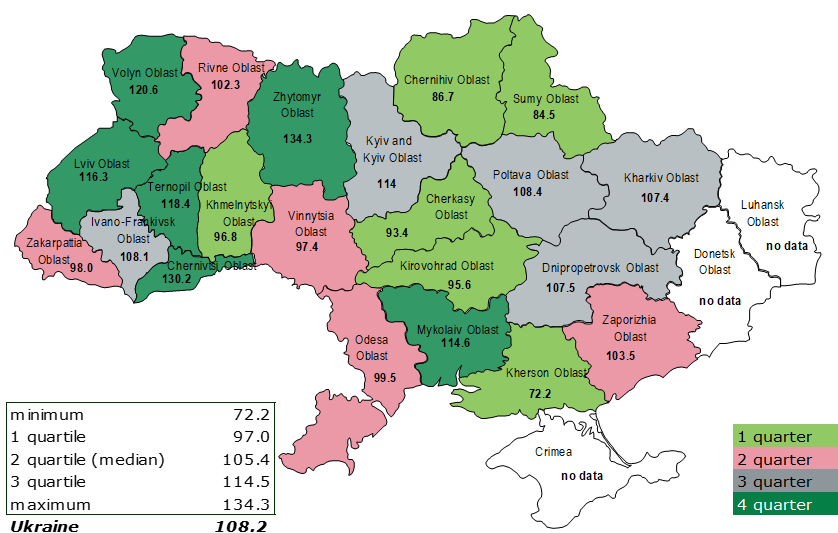 Volyn Oblast
120.6
Rivne Oblast
102.3
Zhytomyr
Oblast
134.3
Chernihiv Oblast
86.7
Sumy Oblast
84.5
Kyiv and
Kyiv Oblast
114
Lviv Oblast
116.3
Ternopil Oblast
118.4
Khmelnytskyi
Oblast
96.8
Poltava Oblast
108.4
Kharkiv Oblast
107.4
Luhansk
Oblast
no data
Ivano-Frankivsk
Oblast
108.1
Vinnytsia
Oblast
97.4
Cherkasy
Oblast
93.4
Zakarpattia
Oblast
98.0
Chernivtsi Oblast
130.2
Kirovohrad Oblast
95.6
Dnipropetrovsk Oblast
107.5
Donetsk
Oblast
no data
Odesa
Oblast
99.5
Mykolaiv Oblast
114.6
Zaporizhia
Oblast
103.5
Kherson Oblast
72.2
Crimea
no data
minimum 72.2
1 quartile 97.0
2 quartile (median) 105.4
3 quartile 114.5
maximum 134.3
Ukraine 108.2
1 quarter
2 quarter
3 quarter
4 quarter